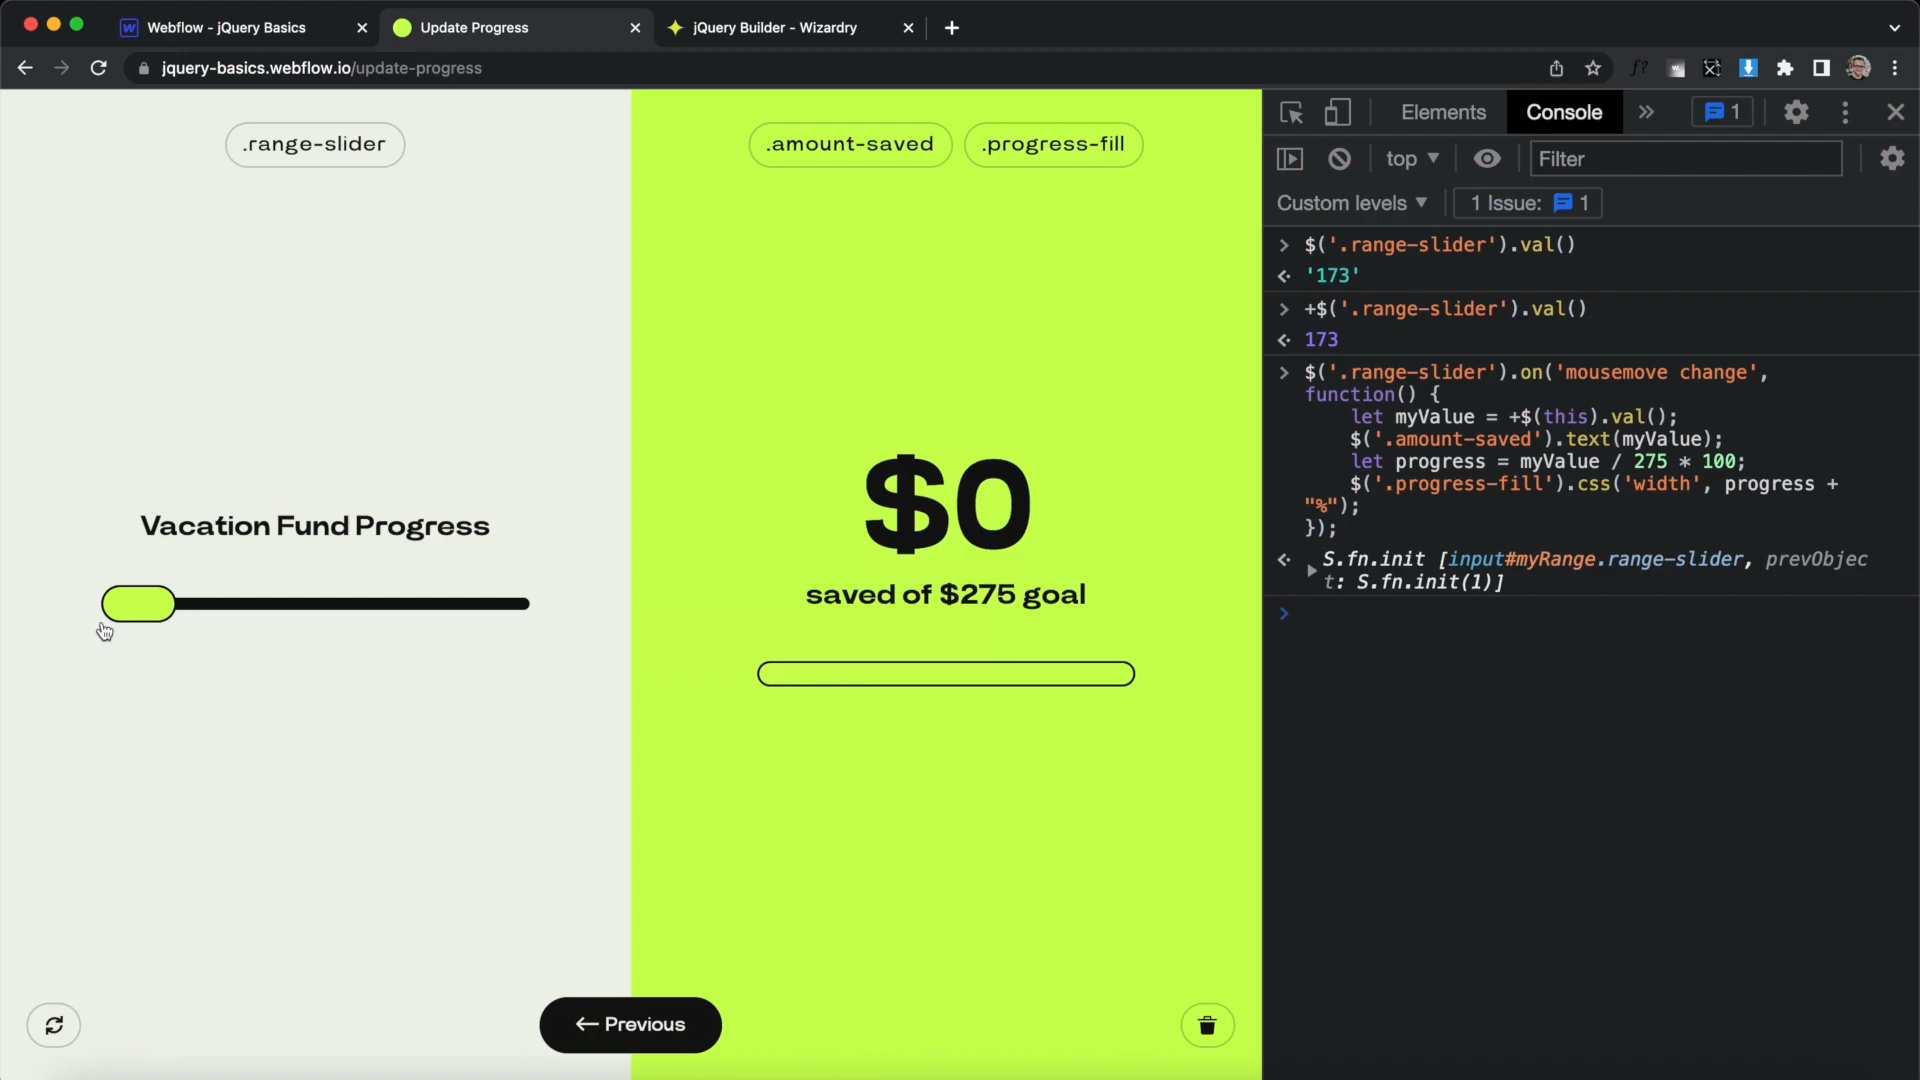 Webflow - jQuery Basics
Update Progress
jQuery Builder - Wizardry
jquery-basics.webflow.io/update-progress
.range-slider
Vacation Fund Progress
.amount-saved
.progress-fill
$0
saved of $275 goal
← Previous
Elements
Console
1
top
Filter
Custom levels
1 Issue: 1
$('.range-slider').val()
'173'
+$('.range-slider').val()
173
$('.range-slider').on('mousemove change',
function() {
let myValue = +$(this).val();
$('.amount-saved').text(myValue);
let progress = myValue / 275 * 100;
$('.progress-fill').css('width', progress +
"%");
});
S.fn.init [input#myRange.range-slider, prevObjec
t: S.fn.init(1)]